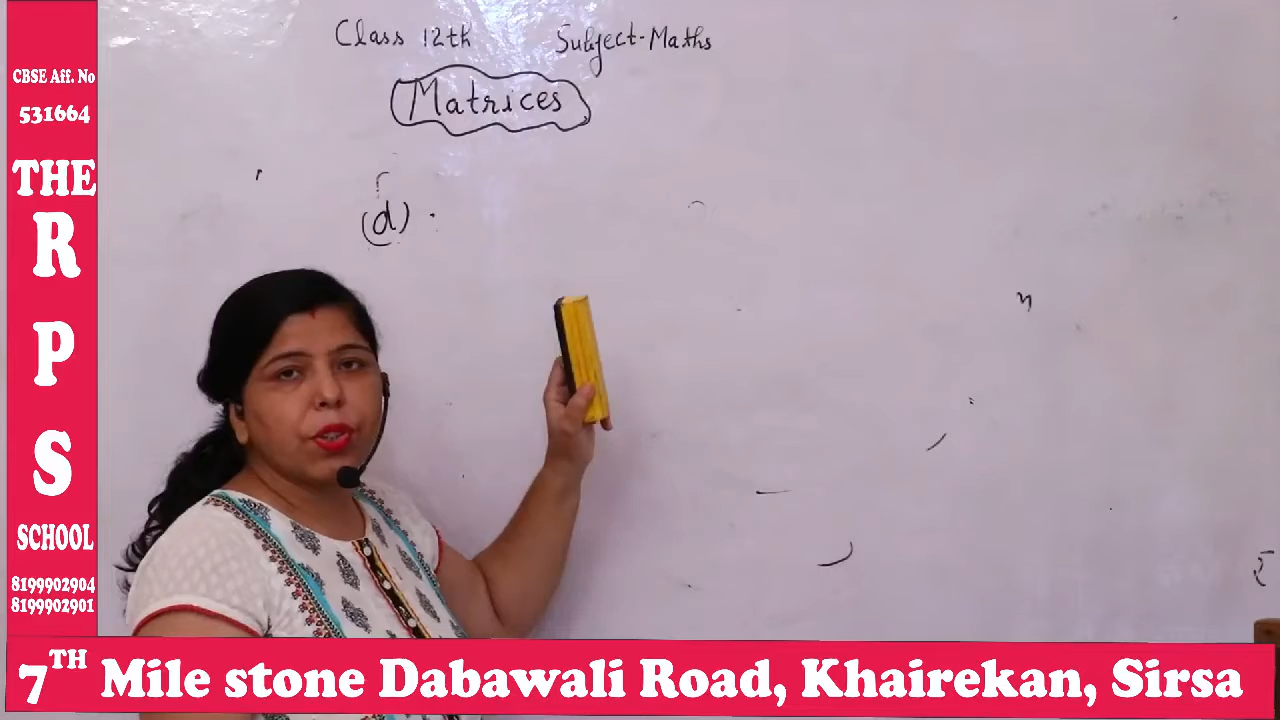 Class 12th Subject-Maths
Matrices
(d)
CBSE Aff. No
531664
THE
R
P
S
SCHOOL
8199902904
8199902901
7TH Mile stone Dabawali Road, Khairekan, Sirsa